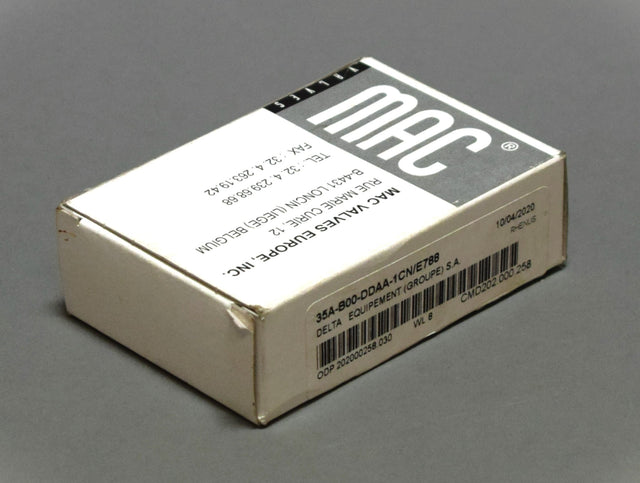 VALVES
MAC®
MAC VALVES EUROPE, INC.
RUE MARIE CURIE, 12
B-4431 LONCIN (LIEGE) BELGIUM
TEL.: 32. 4. 239.68.68
FAX : 32. 4. 263.19.42
10/04/2020
RHENUS
35A-B00-DDAA-1CN/E78B
DELTA EQUIPEMENT (GROUPE) S.A.
WL B
CMD202.000.258
ODP 202000258.030